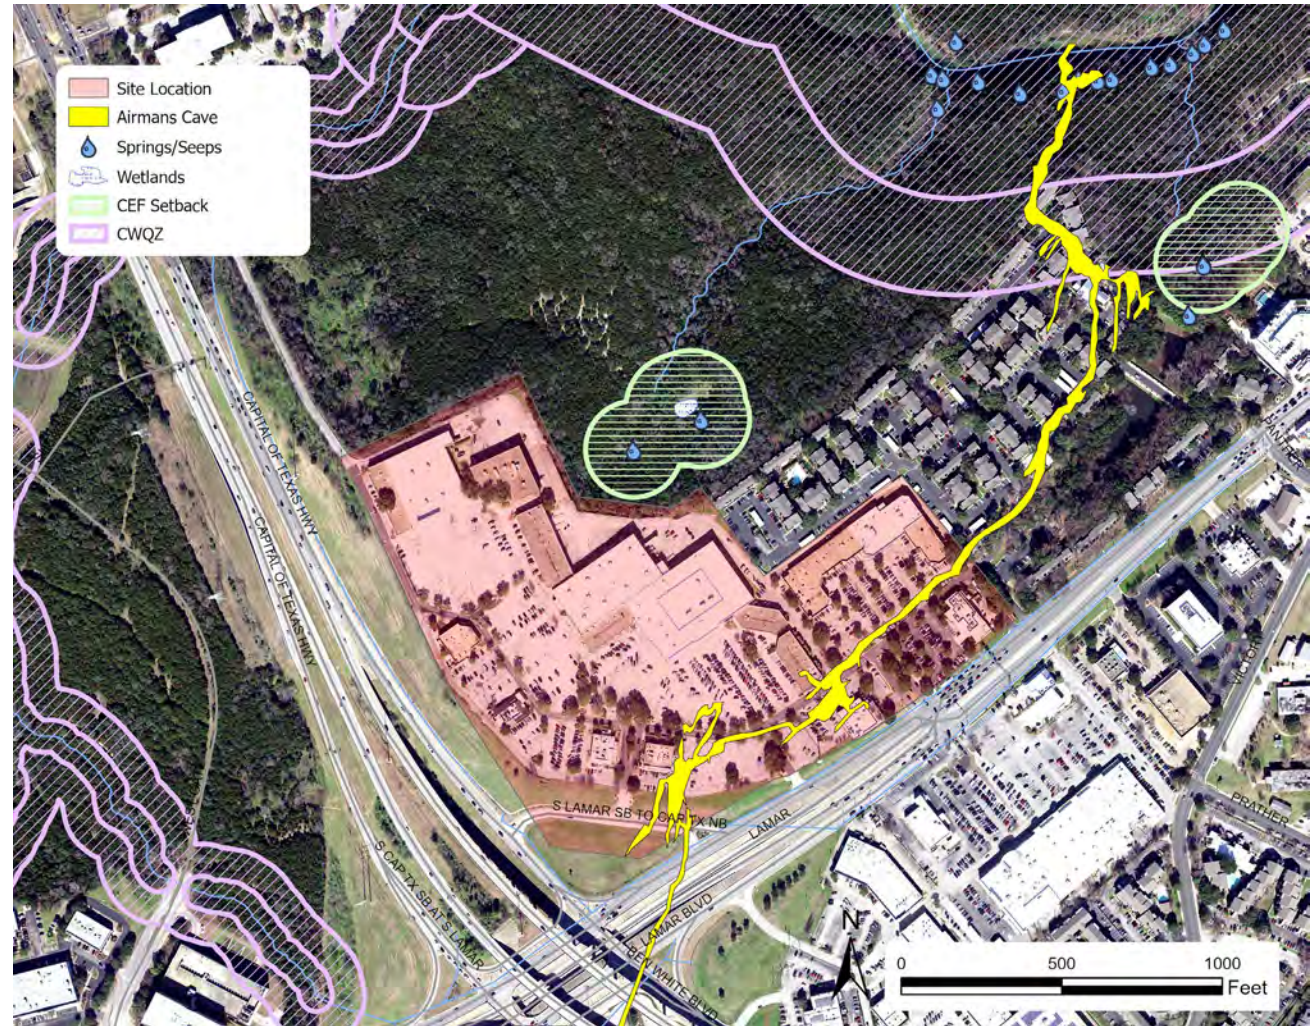 Site Location
Airmans Cave
Springs/Seeps
Wetlands
CEF Setback
CWQZ
CAPITAL OF TEXAS HWY
CAPITAL OF TEXAS HWY
S LAMAR SB TO CAP TX NB
LAMAR
S CAP TX SB AT S LAMAR
LAMAR BLVD
BEN WHITE BLVD
PRATHER
N
0 500 1000
Feet